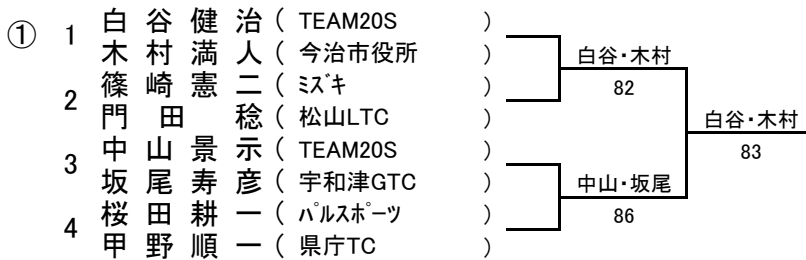 ① 1 白谷健治( TEAM20S )
木村満人( 今治市役所 )
白谷・木村
2 篠崎憲二( ﾐｽﾞｷ )
82
門田 稔( 松山LTC )
白谷・木村
3 中山景示( TEAM20S )
83
坂尾寿彦( 宇和津GTC )
中山・坂尾
4 桜田耕一( ﾊﾟﾙｽﾎﾟｰﾂ )
86
甲野順一( 県庁TC )